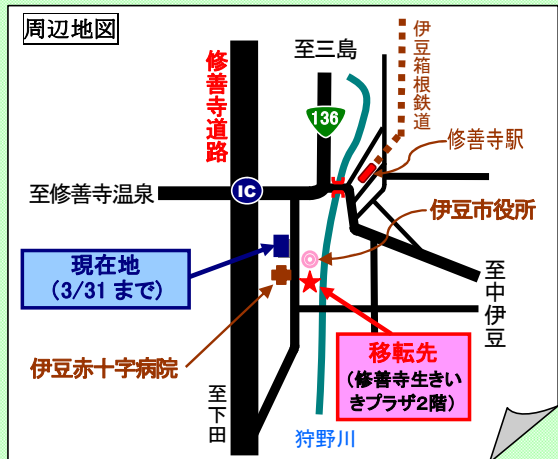 周辺地図
修善寺道路
至三島
136
伊豆箱根鉄道
修善寺駅
至修善寺温泉
IC
伊豆市役所
現在地
（3/31 まで）
至中伊豆
移転先
（修善寺生きい
きプラザ２階）
伊豆赤十字病院
至下田
狩野川